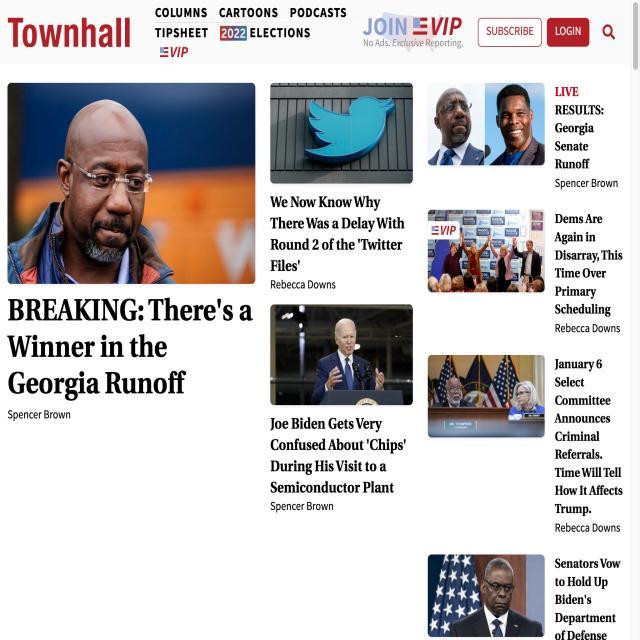 Townhall
COLUMNS CARTOONS PODCASTS
TIPSHEET 2022 ELECTIONS
VIP
JOIN VIP
No Ads. Exclusive Reporting.
SUBSCRIBE
LOGIN
BREAKING: There's a
Winner in the
Georgia Runoff
Spencer Brown
We Now Know Why
There Was a Delay With
Round 2 of the 'Twitter
Files'
Rebecca Downs
Joe Biden Gets Very
Confused About 'Chips'
During His Visit to a
Semiconductor Plant
Spencer Brown
LIVE
RESULTS:
Georgia
Senate
Runoff
Spencer Brown
VIP
Dems Are
Again in
Disarray, This
Time Over
Primary
Scheduling
Rebecca Downs
January 6
Select
Committee
Announces
Criminal
Referrals.
Time Will Tell
How It Affects
Trump.
Rebecca Downs
Senators Vow
to Hold Up
Biden's
Department
of Defense